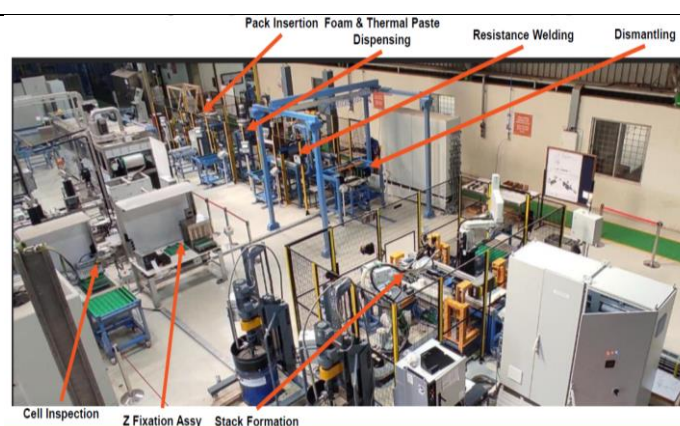 Pack Insertion Foam & Thermal Paste
Dispensing
Resistance Welding
Dismantling
Cell Inspection
Z Fixation Assy
Stack Formation